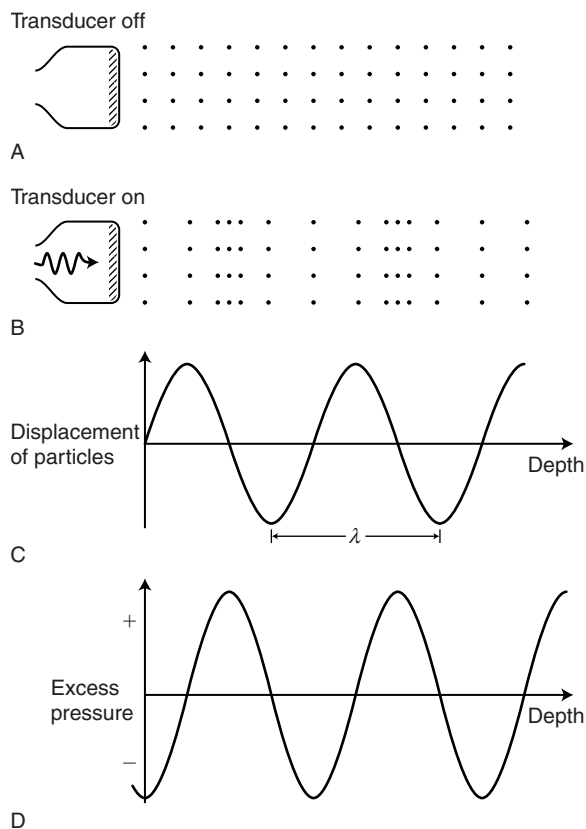 Transducer off
A
Transducer on
B
Displacement
of particles
Depth
λ
C
+
Excess
pressure
Depth
−
D